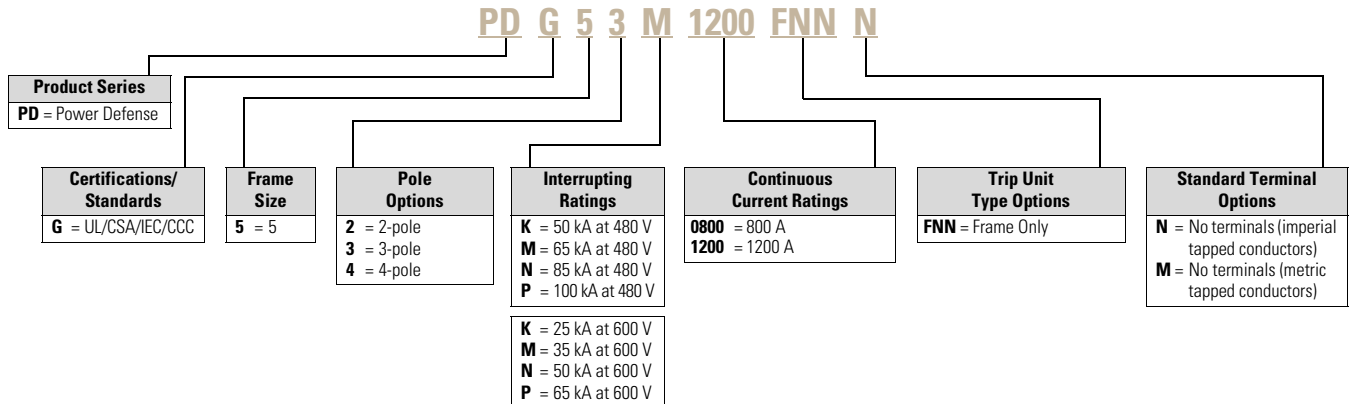 PD G 5 3 M 1200 FNN N
Product Series
PD = Power Defense
Certifications/
Standards
G = UL/CSA/IEC/CCC
Frame
Size
5 = 5
Pole
Options
2 = 2-pole
3 = 3-pole
4 = 4-pole
Interrupting
Ratings
K = 50 kA at 480 V
M = 65 kA at 480 V
N = 85 kA at 480 V
P = 100 kA at 480 V
K = 25 kA at 600 V
M = 35 kA at 600 V
N = 50 kA at 600 V
P = 65 kA at 600 V
Continuous
Current Ratings
0800 = 800 A
1200 = 1200 A
Trip Unit
Type Options
FNN = Frame Only
Standard Terminal
Options
N = No terminals (imperial
tapped conductors)
M = No terminals (metric
tapped conductors)